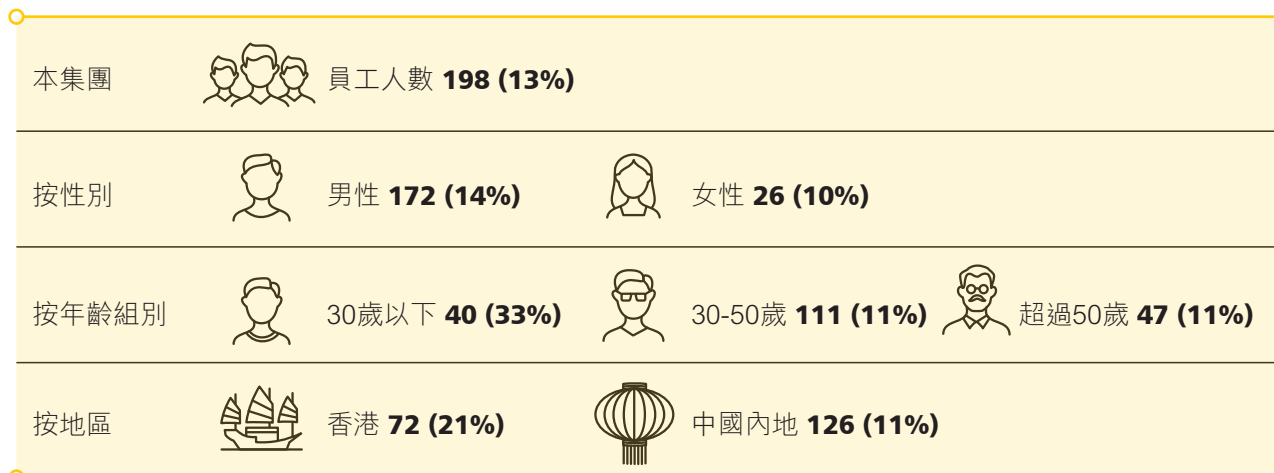 本集團 員工人數 198 (13%)
按性別 男性 172 (14%) 女性 26 (10%)
按年齡組別 30歲以下 40 (33%) 30-50歲 111 (11%) 超過50歲 47 (11%)
按地區 香港 72 (21%) 中國內地 126 (11%)